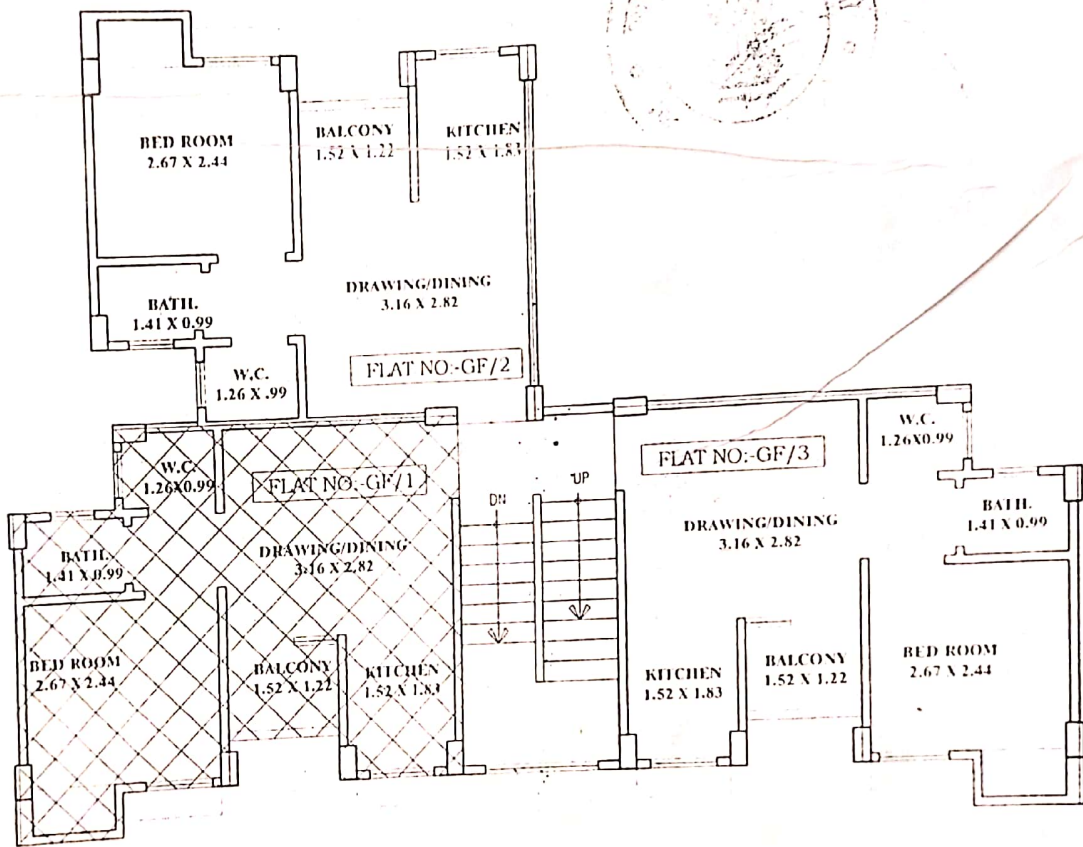 BED ROOM
2.67 X 2.44
BALCONY
1.52 X 1.22
KITCHEN
1.52 X 1.83
DRAWING/DINING
3.16 X 2.82
BATH.
1.41 X 0.99
W.C.
1.26 X .99
FLAT NO:-GF/2
W.C.
1.26X0.99
FLAT NO:-GF/1
DRAWING/DINING
3.16 X 2.82
BATH.
1.41 X 0.99
BED ROOM
2.67 X 2.44
BALCONY
1.52 X 1.22
KITCHEN
1.52 X 1.83
DN
UP
FLAT NO:-GF/3
W.C.
1.26X0.99
BATH.
1.41 X 0.99
DRAWING/DINING
3.16 X 2.82
KITCHEN
1.52 X 1.83
BALCONY
1.52 X 1.22
BED ROOM
2.67 X 2.44